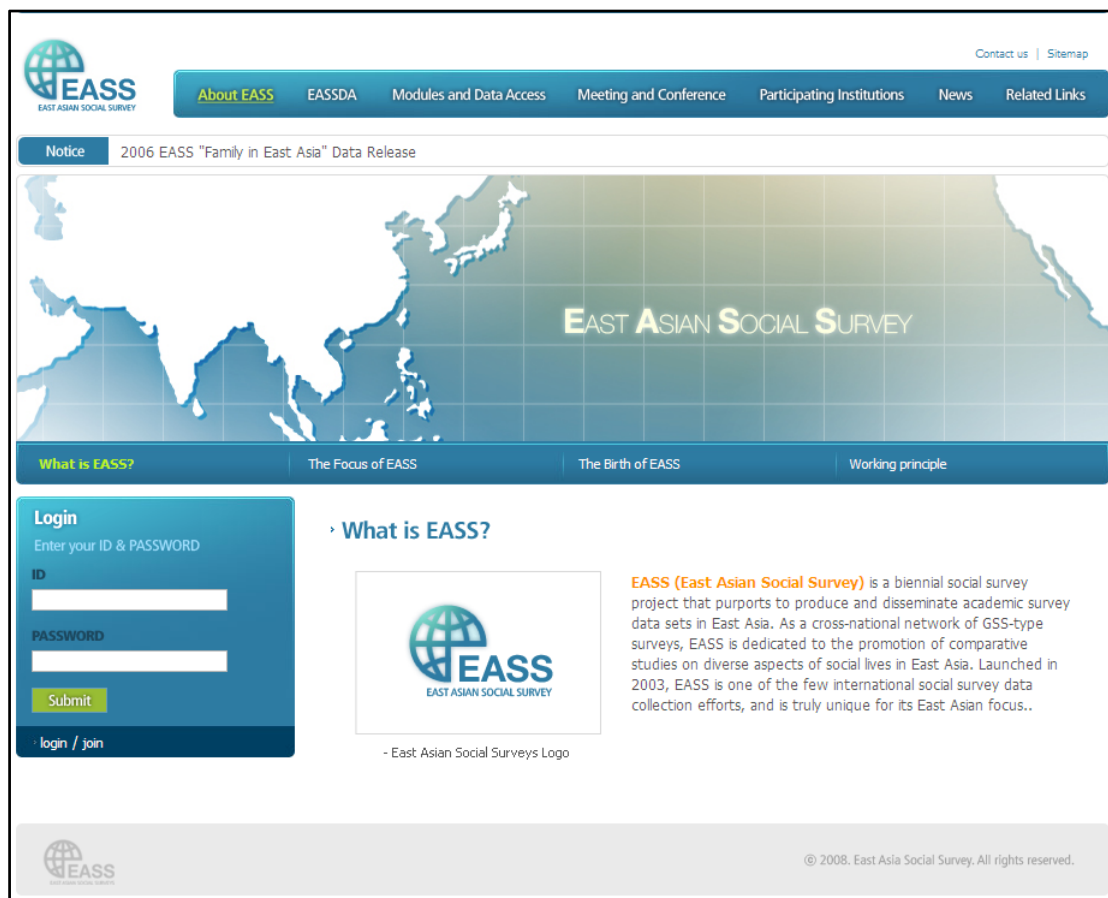 Contact us | Sitemap
EASS
EAST ASIAN SOCIAL SURVEY
About EASS EASSDA Modules and Data Access Meeting and Conference Participating Institutions News Related Links
Notice 2006 EASS "Family in East Asia" Data Release
EAST ASIAN SOCIAL SURVEY
What is EASS? The Focus of EASS The Birth of EASS Working principle
Login
Enter your ID & PASSWORD
ID
PASSWORD
Submit
login / join
What is EASS?
EASS
EAST ASIAN SOCIAL SURVEY
- East Asian Social Surveys Logo
EASS (East Asian Social Survey) is a biennial social survey
project that purports to produce and disseminate academic survey
data sets in East Asia. As a cross-national network of GSS-type
surveys, EASS is dedicated to the promotion of comparative
studies on diverse aspects of social lives in East Asia. Launched in
2003, EASS is one of the few international social survey data
collection efforts, and is truly unique for its East Asian focus..
EASS
EAST ASIAN SOCIAL SURVEY
© 2008. East Asia Social Survey. All rights reserved.